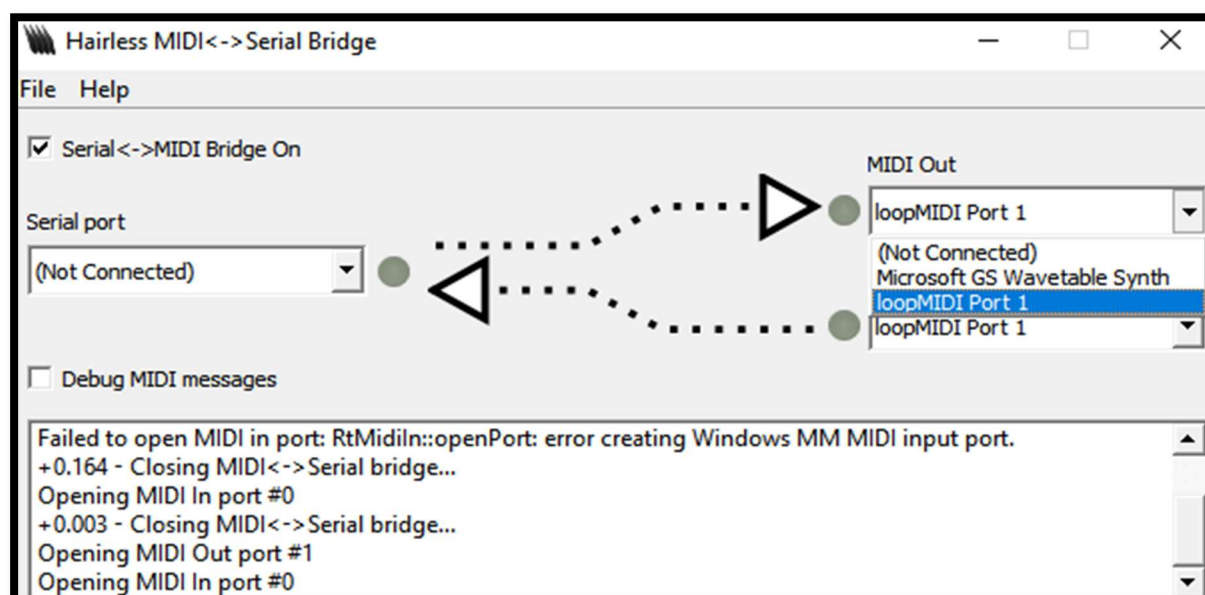 Hairless MIDI<->Serial Bridge
File Help
Serial<->MIDI Bridge On
MIDI Out
Serial port
loopMIDI Port 1
(Not Connected)
(Not Connected)
Microsoft GS Wavetable Synth
loopMIDI Port 1
loopMIDI Port 1
Debug MIDI messages
Failed to open MIDI in port: RtMidiIn::openPort: error creating Windows MM MIDI input port.
+0.164 - Closing MIDI<->Serial bridge...
Opening MIDI In port #0
+0.003 - Closing MIDI<->Serial bridge...
Opening MIDI Out port #1
Opening MIDI In port #0